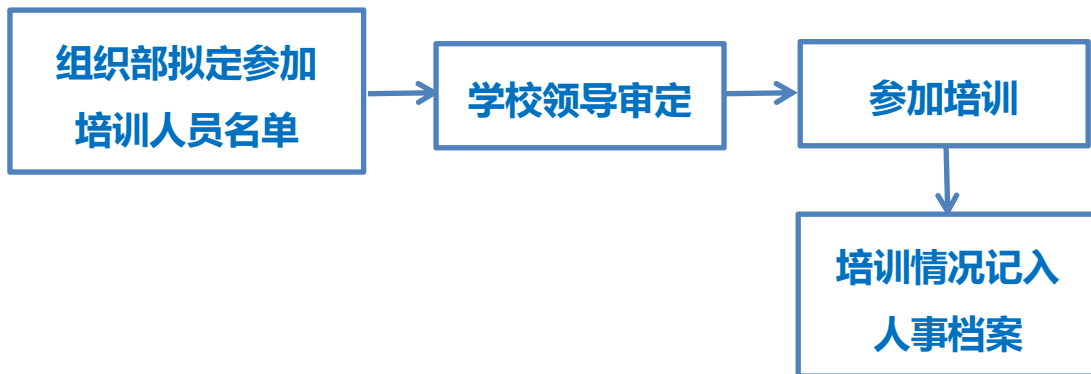 组织部拟定参加
培训人员名单
学校领导审定
参加培训
培训情况记入
人事档案